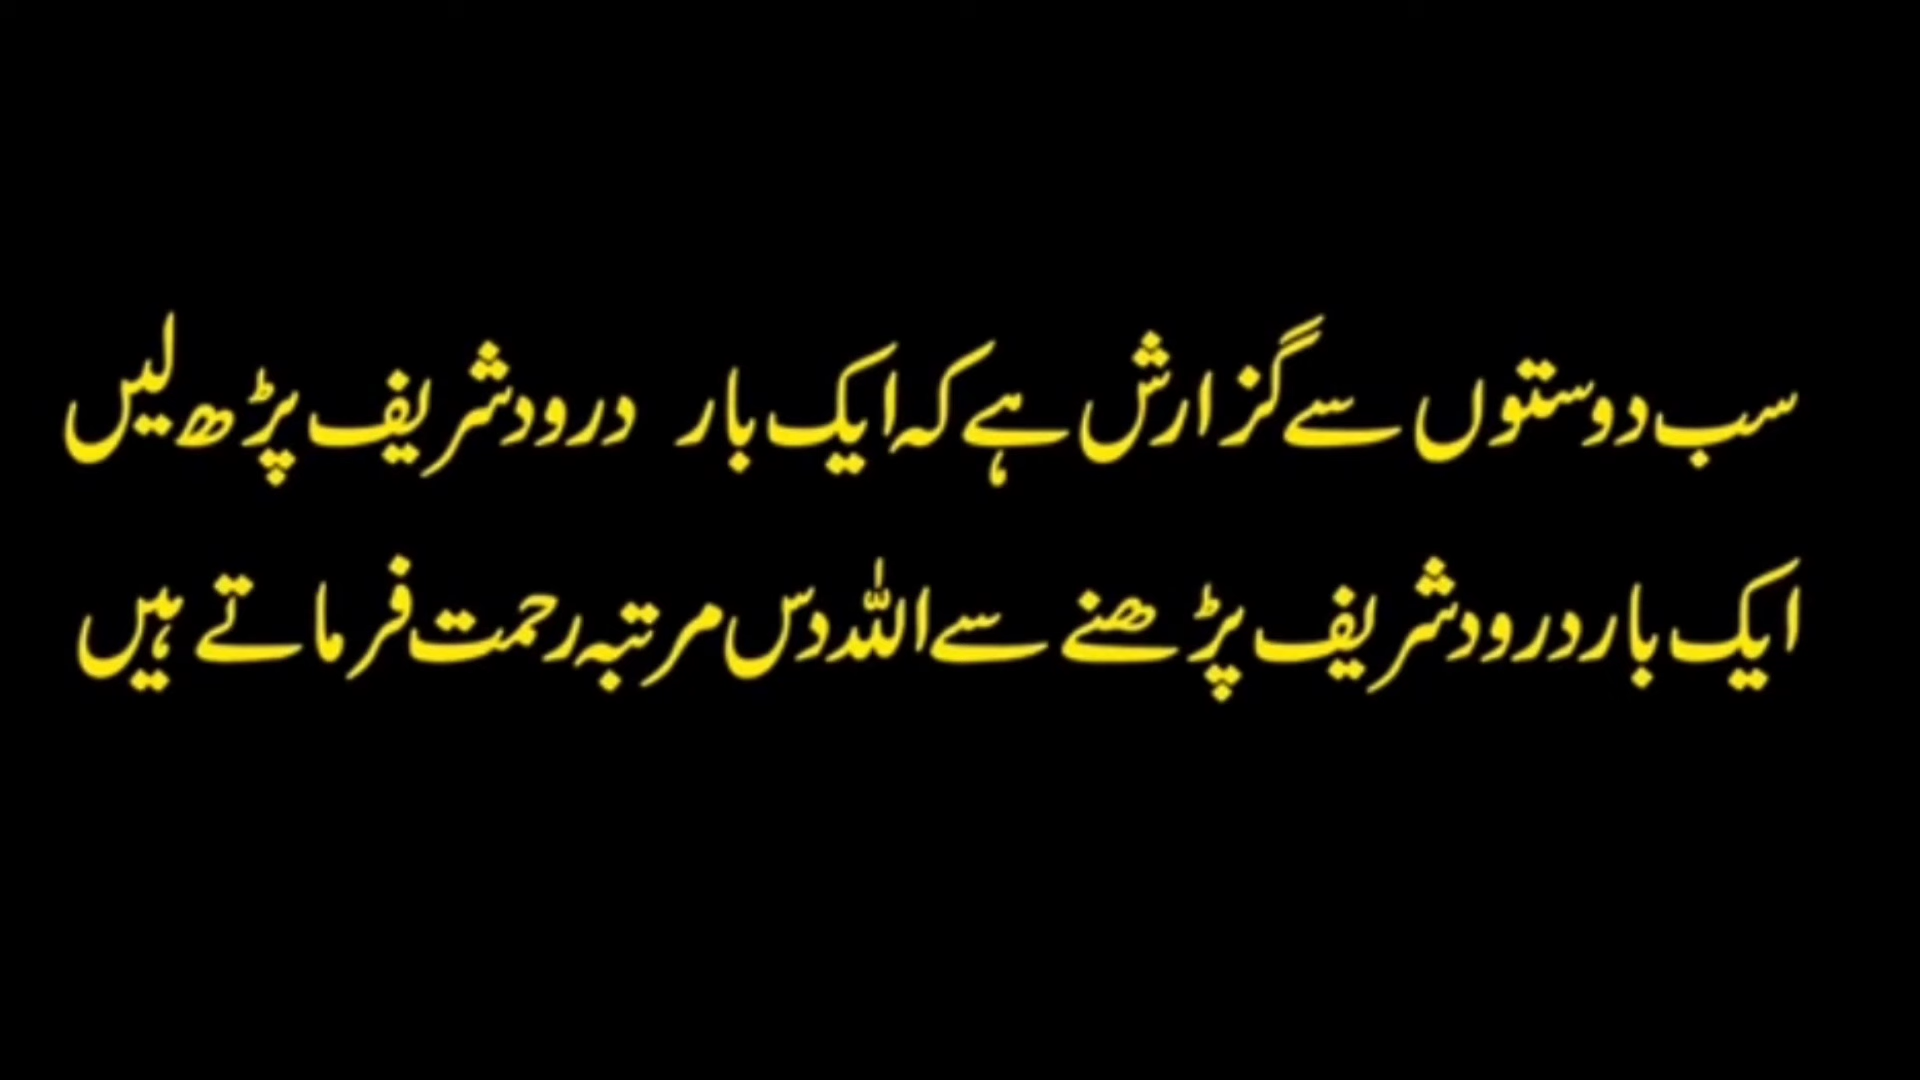 سب دوستوں سے گزارش ہے کہ ایک بار درود شریف پڑھ لیں
ایک بار درود شریف پڑھنے سے اللہ دس مرتبہ رحمت فرماتے ہیں